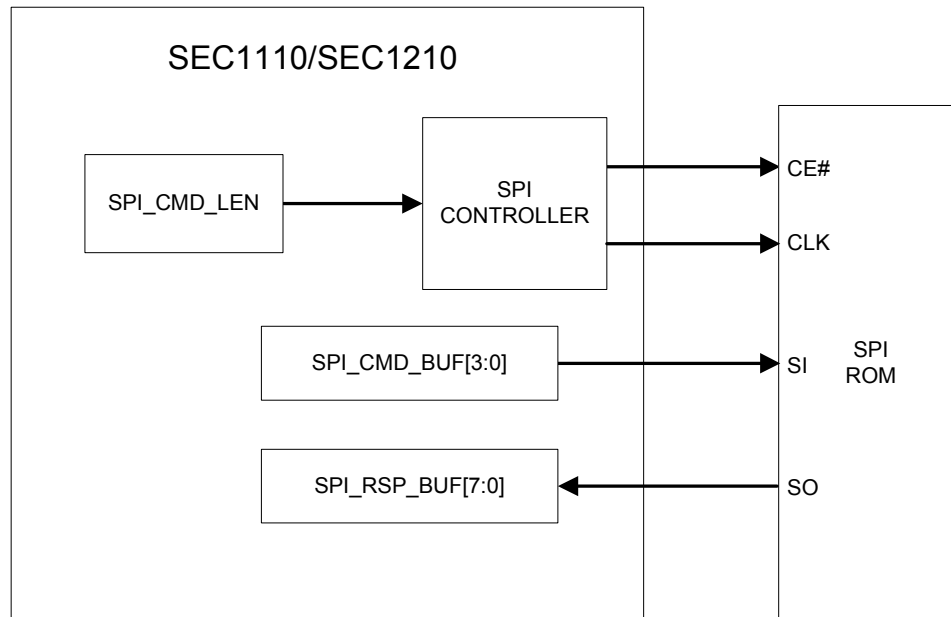 SEC1110/SEC1210
SPI_CMD_LEN
SPI
CONTROLLER
CE#
CLK
SPI_CMD_BUF[3:0]
SI
SPI
ROM
SPI_RSP_BUF[7:0]
SO